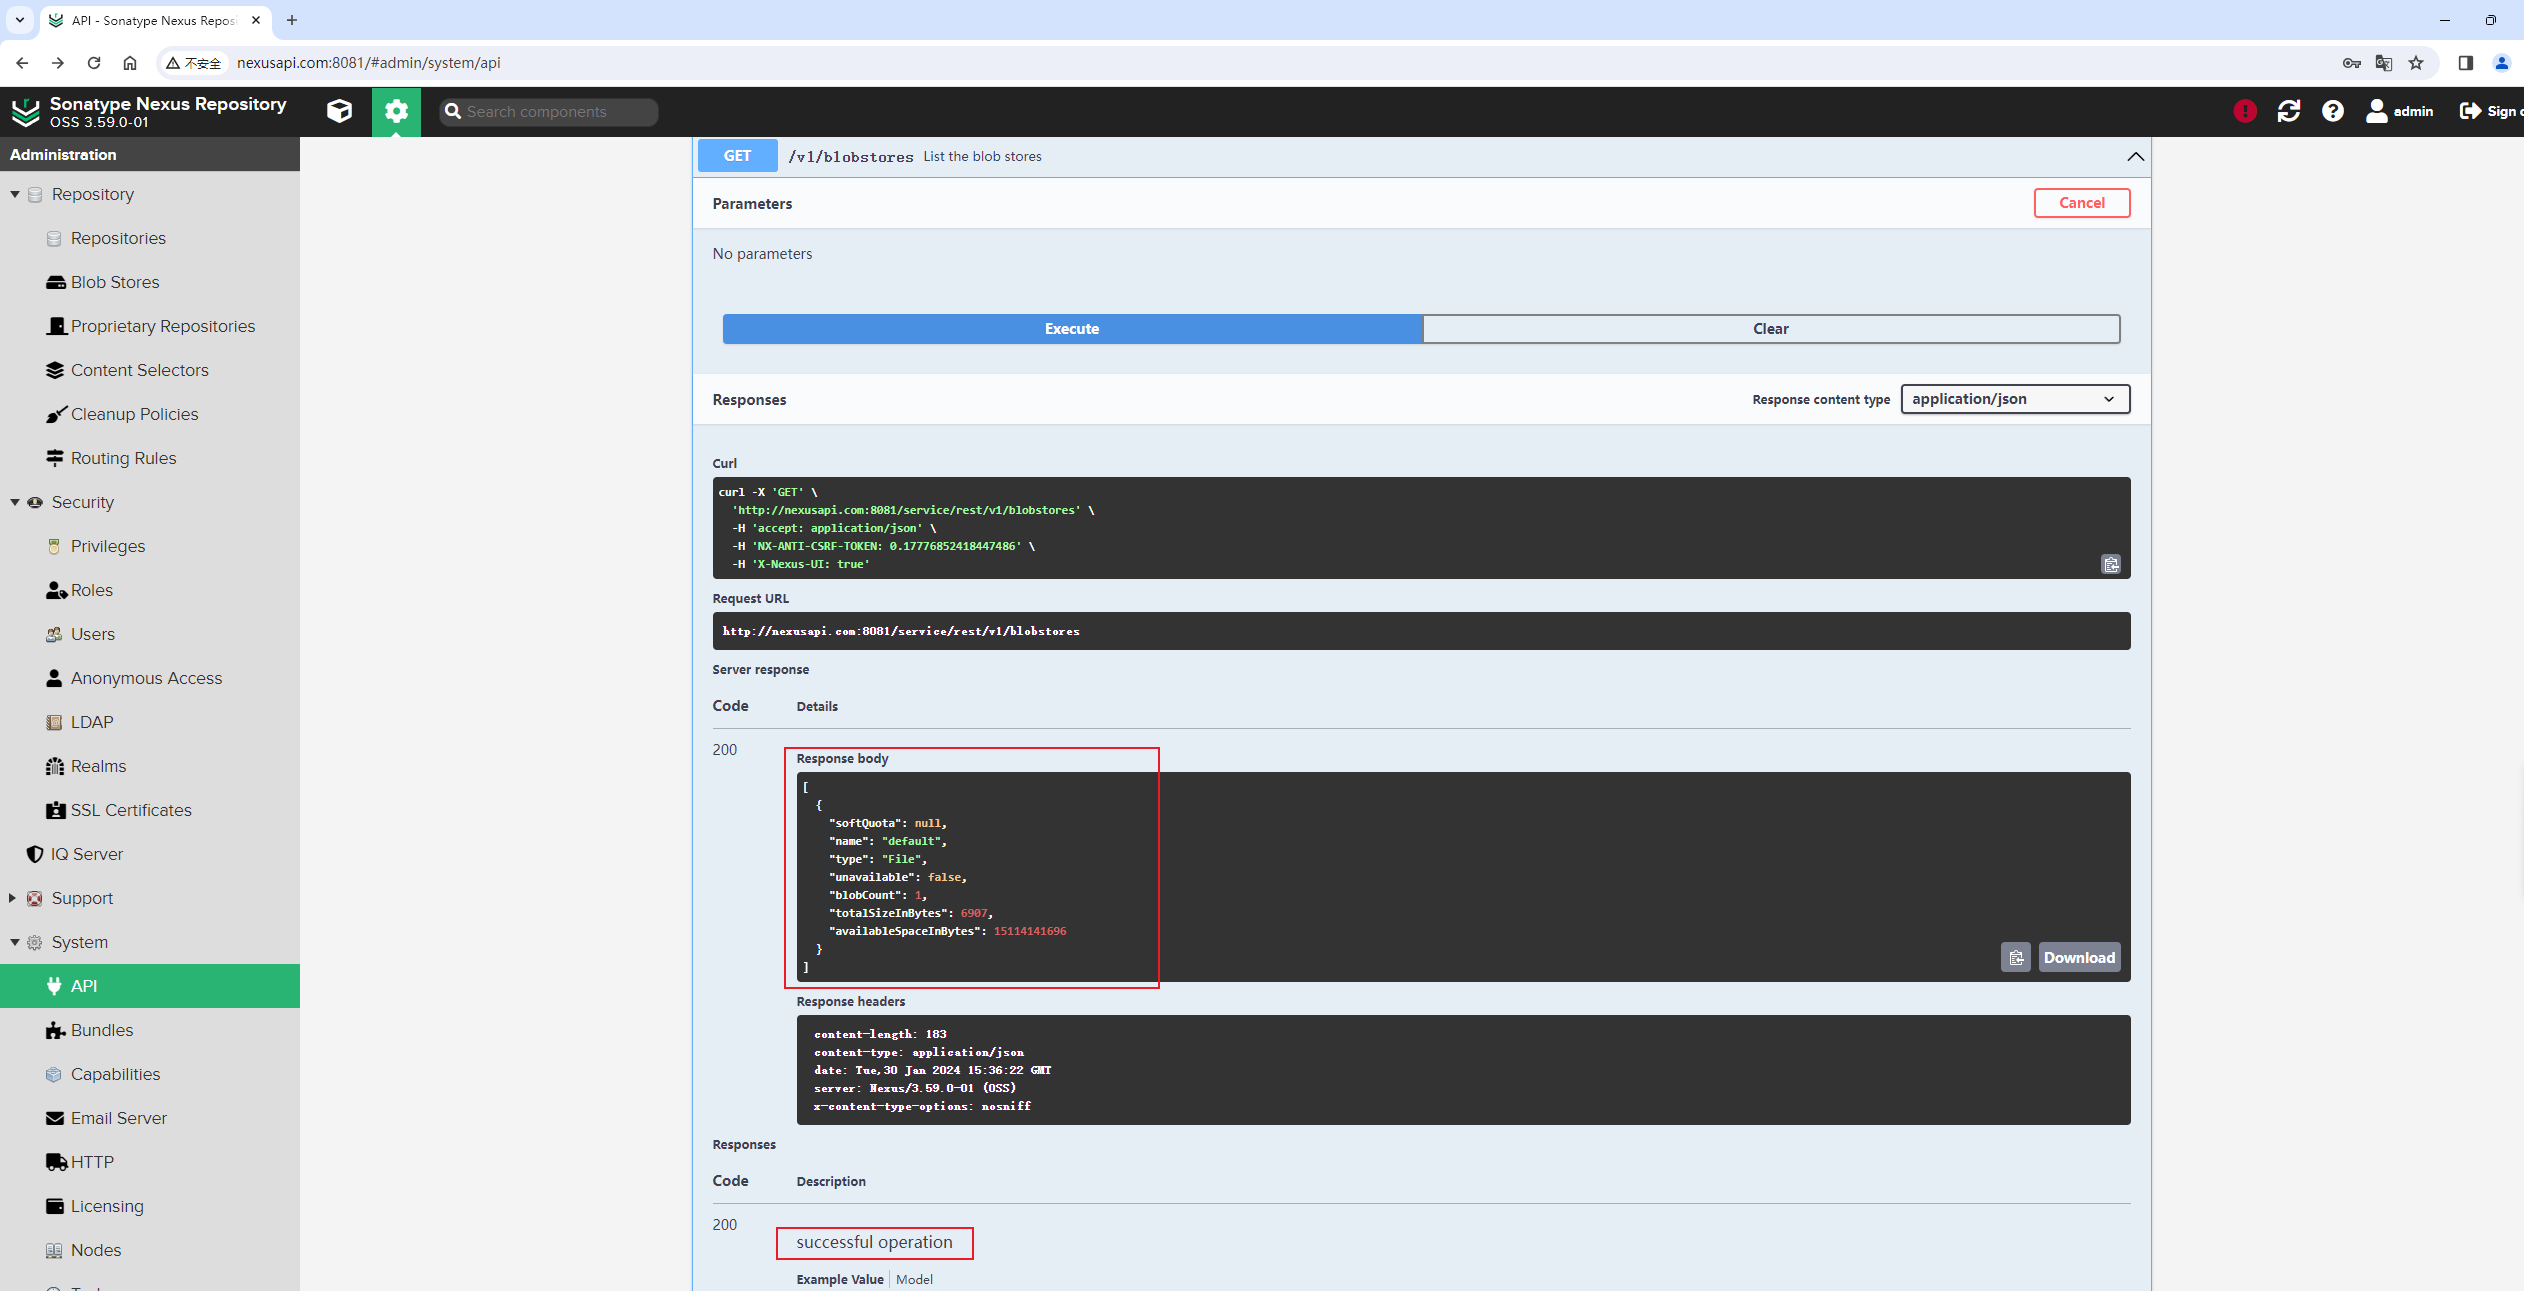 API - Sonatype Nexus Repos
不安全 nexusapi.com:8081/#admin/system/api
Sonatype Nexus Repository
OSS 3.59.0-01
Search components
admin
Sign
Administration
Repository
Repositories
Blob Stores
Proprietary Repositories
Content Selectors
Cleanup Policies
Routing Rules
Security
Privileges
Roles
Users
Anonymous Access
LDAP
Realms
SSL Certificates
IQ Server
Support
System
API
Bundles
Capabilities
Email Server
HTTP
Licensing
Nodes
GET /v1/blobstores List the blob stores
Parameters Cancel
No parameters
Execute Clear
Responses Response content type application/json
Curl
curl -X 'GET' \
'http://nexusapi.com:8081/service/rest/v1/blobstores' \
-H 'accept: application/json' \
-H 'NX-ANTI-CSRF-TOKEN: 0.17776852418447486' \
-H 'X-Nexus-UI: true'
Request URL
http://nexusapi.com:8081/service/rest/v1/blobstores
Server response
Code Details
200
Response body
[
{
"softQuota": null,
"name": "default",
"type": "File",
"unavailable": false,
"blobCount": 1,
"totalSizeInBytes": 6907,
"availableSpaceInBytes": 15114141696
}
]
Download
Response headers
content-length: 183
content-type: application/json
date: Tue,30 Jan 2024 15:36:22 GMT
server: Nexus/3.59.0-01 (OSS)
x-content-type-options: nosniff
Responses
Code Description
200
successful operation
Example Value Model